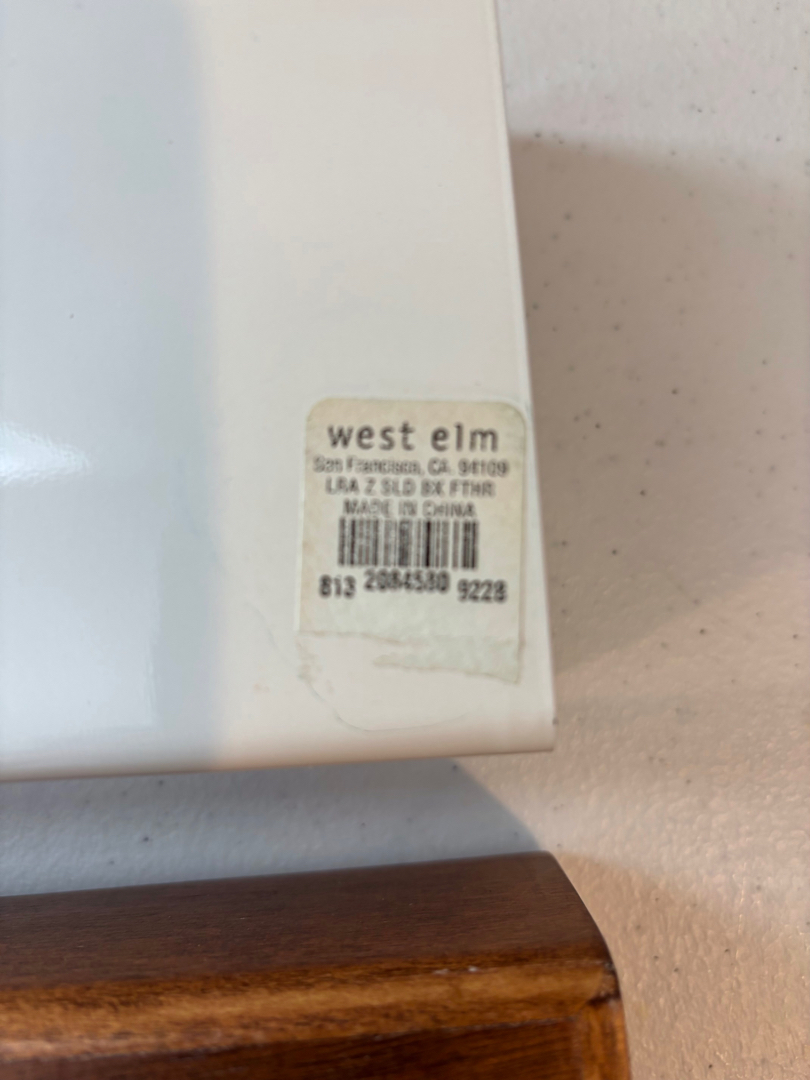 west elm
San Francisco, CA. 94109
LRA Z SLD BX FTHR
MADE IN CHINA
813 2084580 9228